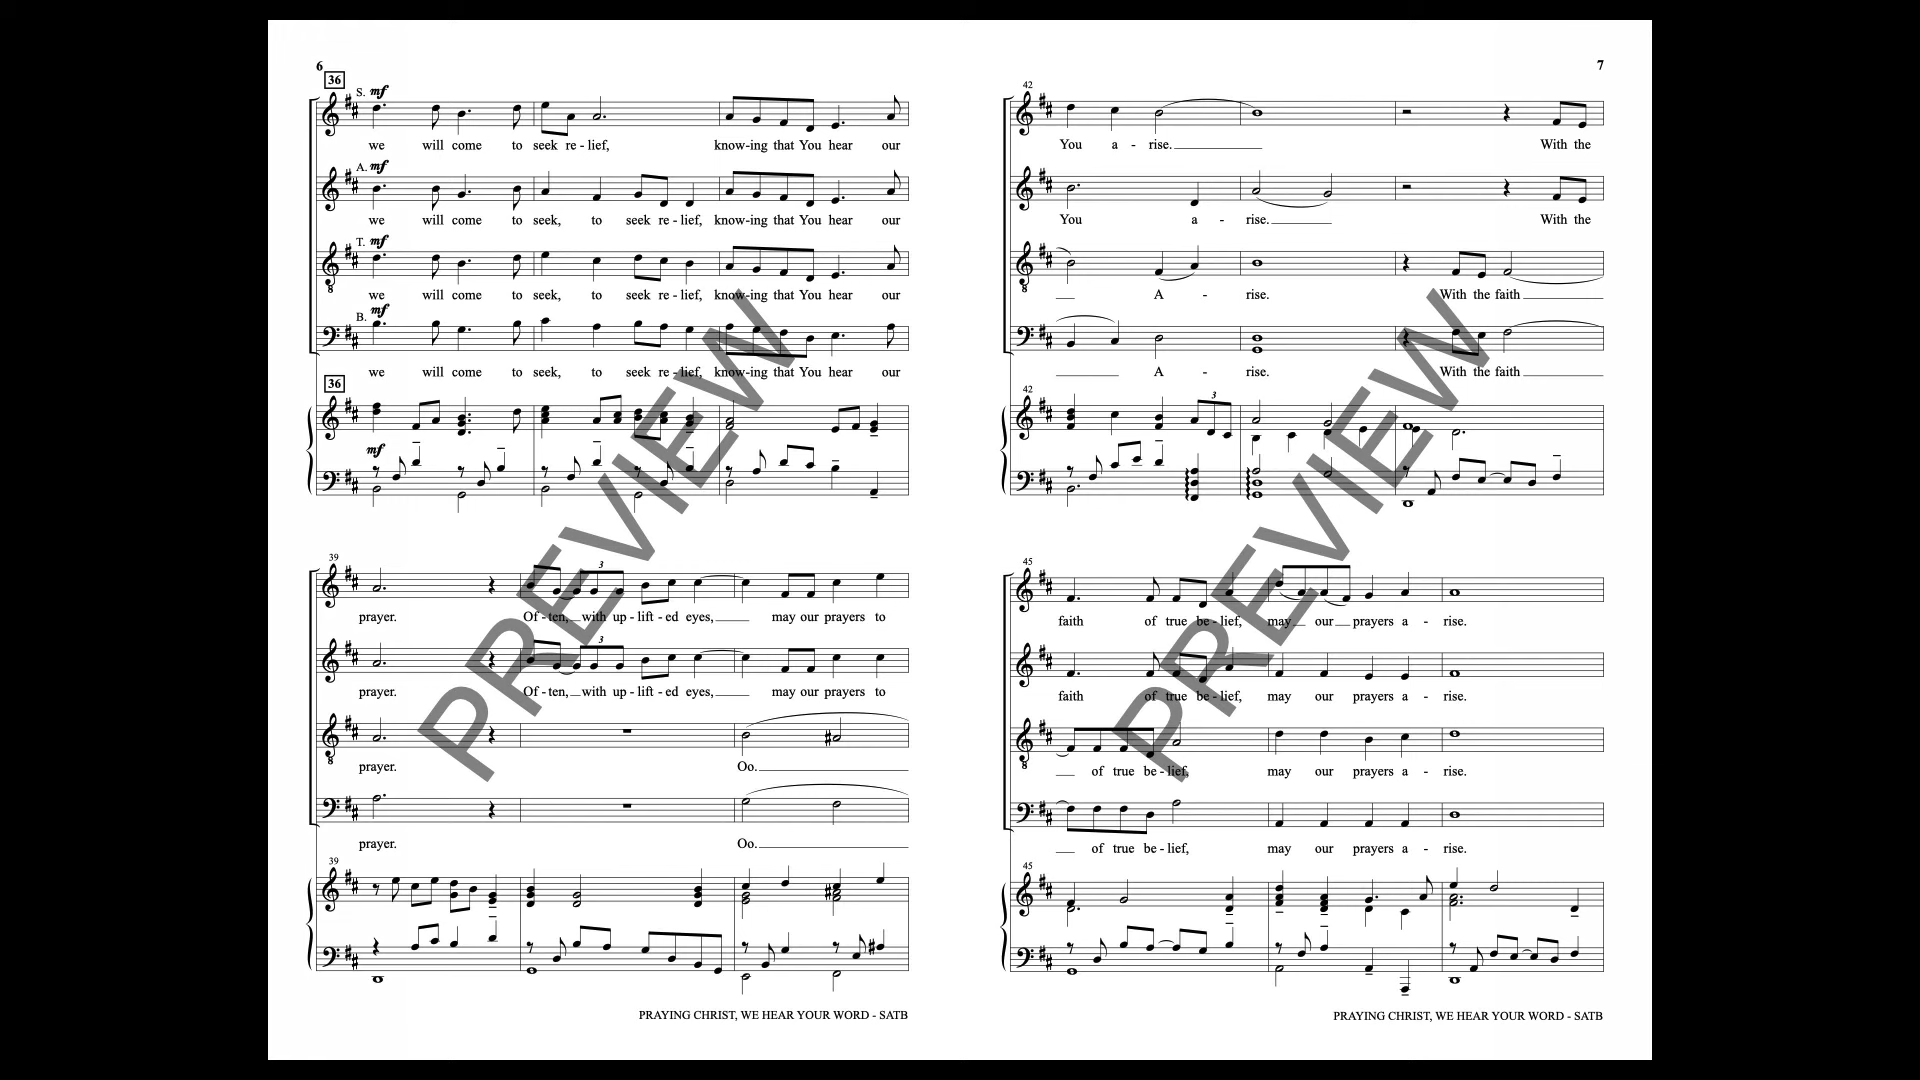 6
36
S. mf
we will come to seek re - lief, know-ing that You hear our
A. mf
we will come to seek, to seek re - lief, know-ing that You hear our
T. mf
8
we will come to seek, to seek re - lief, know-ing that You hear our
B. mf
we will come to seek, to seek re - lief, know-ing that You hear our
36
mf
39
3
prayer. Of - ten, with up - lift - ed eyes, may our prayers to
3
prayer. Of - ten, with up - lift - ed eyes, may our prayers to
8
prayer. Oo.
prayer. Oo.
39
PRAYING CHRIST, WE HEAR YOUR WORD - SATB
7
42
You a - rise. With the
You a - rise. With the
8
A - rise. With the faith
A - rise. With the faith
42
3
45
faith of true be - lief, may our prayers a - rise.
faith of true be - lief, may our prayers a - rise.
8
of true be - lief, may our prayers a - rise.
of true be - lief, may our prayers a - rise.
45
PRAYING CHRIST, WE HEAR YOUR WORD - SATB
PREVIEW
PREVIEW